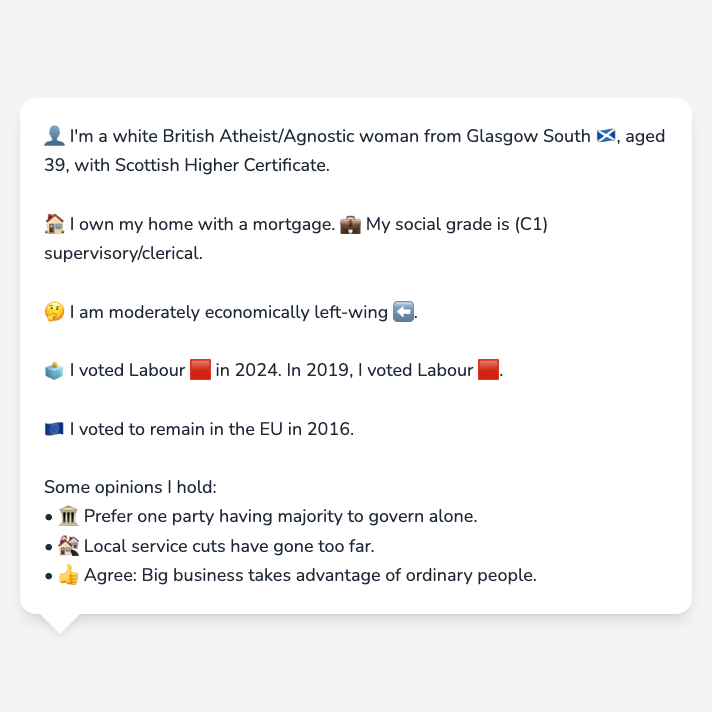 👤 I'm a white British Atheist/Agnostic woman from Glasgow South 🏴󠁧󠁢󠁳󠁣󠁴󠁿, aged
39, with Scottish Higher Certificate.
🏠 I own my home with a mortgage. 💼 My social grade is (C1)
supervisory/clerical.
🤔 I am moderately economically left-wing ⬅️.
🗳️ I voted Labour 🟥 in 2024. In 2019, I voted Labour 🟥.
🇪🇺 I voted to remain in the EU in 2016.
Some opinions I hold:
• 🏛️ Prefer one party having majority to govern alone.
• 🏚️ Local service cuts have gone too far.
• 👍 Agree: Big business takes advantage of ordinary people.